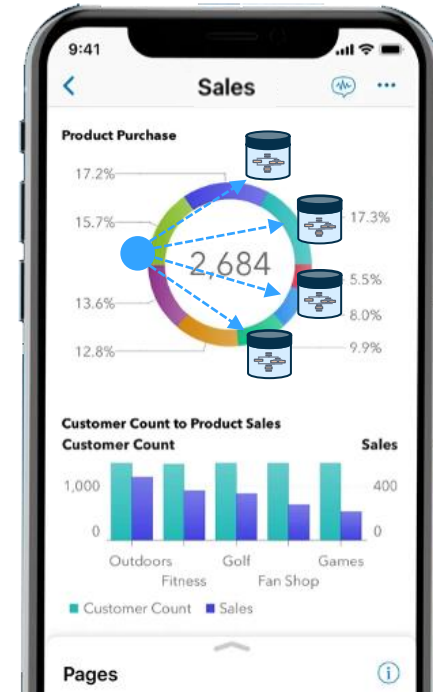 9:41
Sales
Product Purchase
17.2%
15.7%
17.3%
2,684
5.5%
13.6%
8.0%
12.8%
9.9%
Customer Count to Product Sales
Customer Count Sales
1,000 400
0 0
Outdoors Golf Games
Fitness Fan Shop
Customer Count Sales
Pages